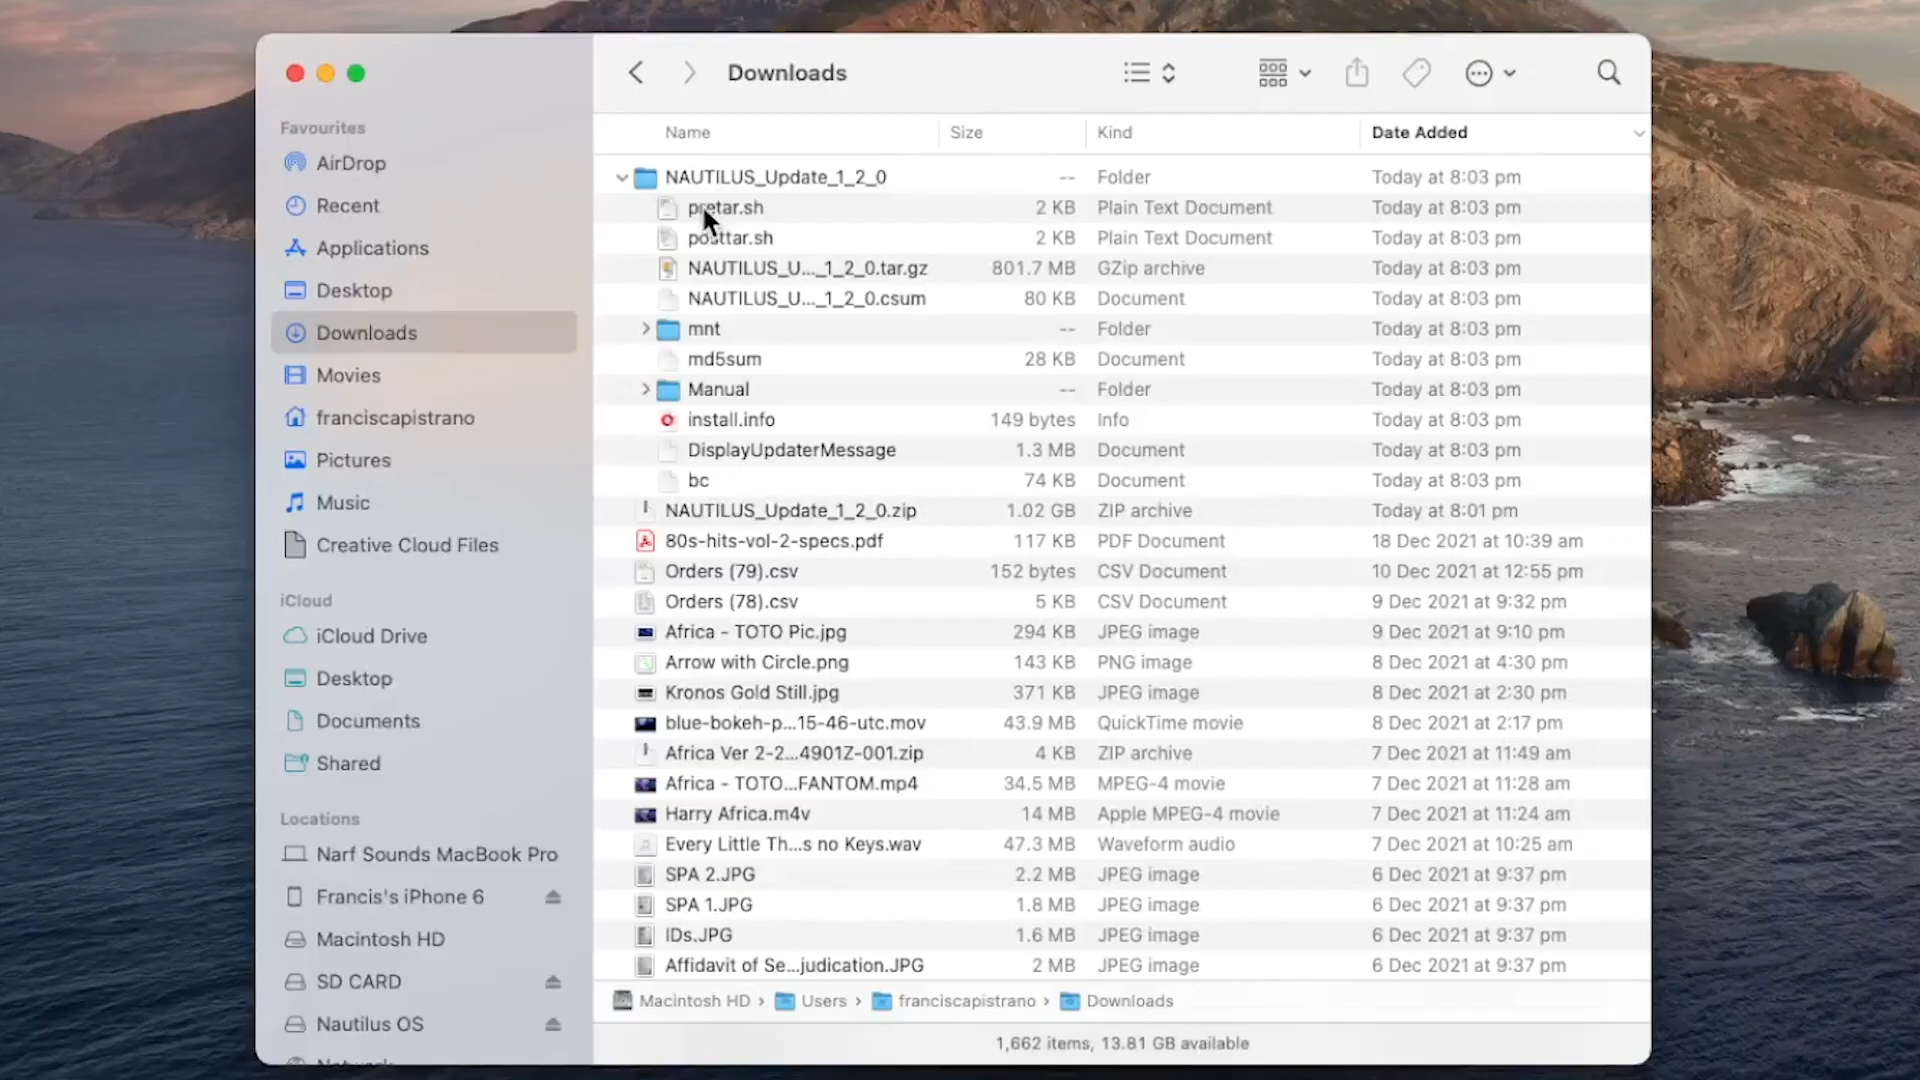 Downloads
Favourites
AirDrop
Recent
Applications
Desktop
Downloads
Movies
franciscapistrano
Pictures
Music
Creative Cloud Files
iCloud
iCloud Drive
Desktop
Documents
Shared
Locations
Narf Sounds MacBook Pro
Francis's iPhone 6
Macintosh HD
SD CARD
Nautilus OS
Name Size Kind Date Added
NAUTILUS_Update_1_2_0 -- Folder Today at 8:03 pm
pretar.sh 2 KB Plain Text Document Today at 8:03 pm
posttar.sh 2 KB Plain Text Document Today at 8:03 pm
NAUTILUS_U..._1_2_0.tar.gz 801.7 MB GZip archive Today at 8:03 pm
NAUTILUS_U..._1_2_0.csum 80 KB Document Today at 8:03 pm
mnt -- Folder Today at 8:03 pm
md5sum 28 KB Document Today at 8:03 pm
Manual -- Folder Today at 8:03 pm
install.info 149 bytes Info Today at 8:03 pm
DisplayUpdaterMessage 1.3 MB Document Today at 8:03 pm
bc 74 KB Document Today at 8:03 pm
NAUTILUS_Update_1_2_0.zip 1.02 GB ZIP archive Today at 8:01 pm
80s-hits-vol-2-specs.pdf 117 KB PDF Document 18 Dec 2021 at 10:39 am
Orders (79).csv 152 bytes CSV Document 10 Dec 2021 at 12:55 pm
Orders (78).csv 5 KB CSV Document 9 Dec 2021 at 9:32 pm
Africa - TOTO Pic.jpg 294 KB JPEG image 9 Dec 2021 at 9:10 pm
Arrow with Circle.png 143 KB PNG image 8 Dec 2021 at 4:30 pm
Kronos Gold Still.jpg 371 KB JPEG image 8 Dec 2021 at 2:30 pm
blue-bokeh-p...15-46-utc.mov 43.9 MB QuickTime movie 8 Dec 2021 at 2:17 pm
Africa Ver 2-2...4901Z-001.zip 4 KB ZIP archive 7 Dec 2021 at 11:49 am
Africa - TOTO...FANTOM.mp4 34.5 MB MPEG-4 movie 7 Dec 2021 at 11:28 am
Harry Africa.m4v 14 MB Apple MPEG-4 movie 7 Dec 2021 at 11:24 am
Every Little Th...s no Keys.wav 47.3 MB Waveform audio 7 Dec 2021 at 10:25 am
SPA 2.JPG 2.2 MB JPEG image 6 Dec 2021 at 9:37 pm
SPA 1.JPG 1.8 MB JPEG image 6 Dec 2021 at 9:37 pm
IDs.JPG 1.6 MB JPEG image 6 Dec 2021 at 9:37 pm
Affidavit of Se...judication.JPG 2 MB JPEG image 6 Dec 2021 at 9:37 pm
Macintosh HD › Users › franciscapistrano › Downloads
1,662 items, 13.81 GB available